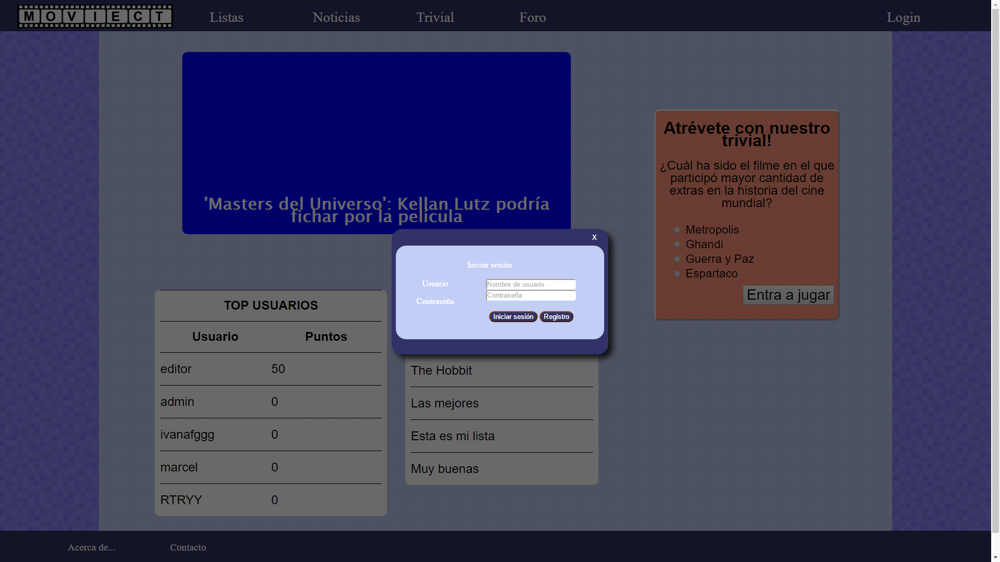 MOVIECT
Listas
Noticias
Trivial
Foro
Login
'Masters del Universo': Kellan Lutz podría
fichar por la película
Atrévete con nuestro
trivial!
¿Cuál ha sido el filme en el que
participó mayor cantidad de
extras en la historia del cine
mundial?
Metropolis
Ghandi
Guerra y Paz
Espartaco
Entra a jugar
X
Iniciar sesión
Usuario
Nombre de usuario
Contraseña
Contraseña
Iniciar sesión
Registro
TOP USUARIOS
Usuario Puntos
editor 50
admin 0
ivanafggg 0
marcel 0
RTRYY 0
The Hobbit
Las mejores
Esta es mi lista
Muy buenas
Acerca de...
Contacto